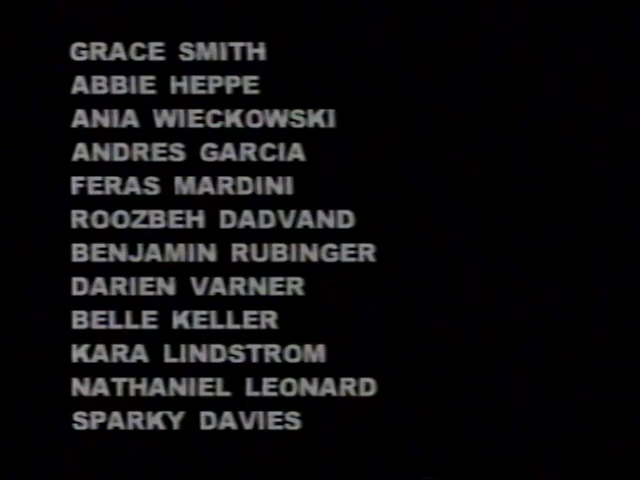 GRACE SMITH
ABBIE HEPPE
ANIA WIECKOWSKI
ANDRES GARCIA
FERAS MARDINI
ROOZBEH DADVAND
BENJAMIN RUBINGER
DARIEN VARNER
BELLE KELLER
KARA LINDSTROM
NATHANIEL LEONARD
SPARKY DAVIES